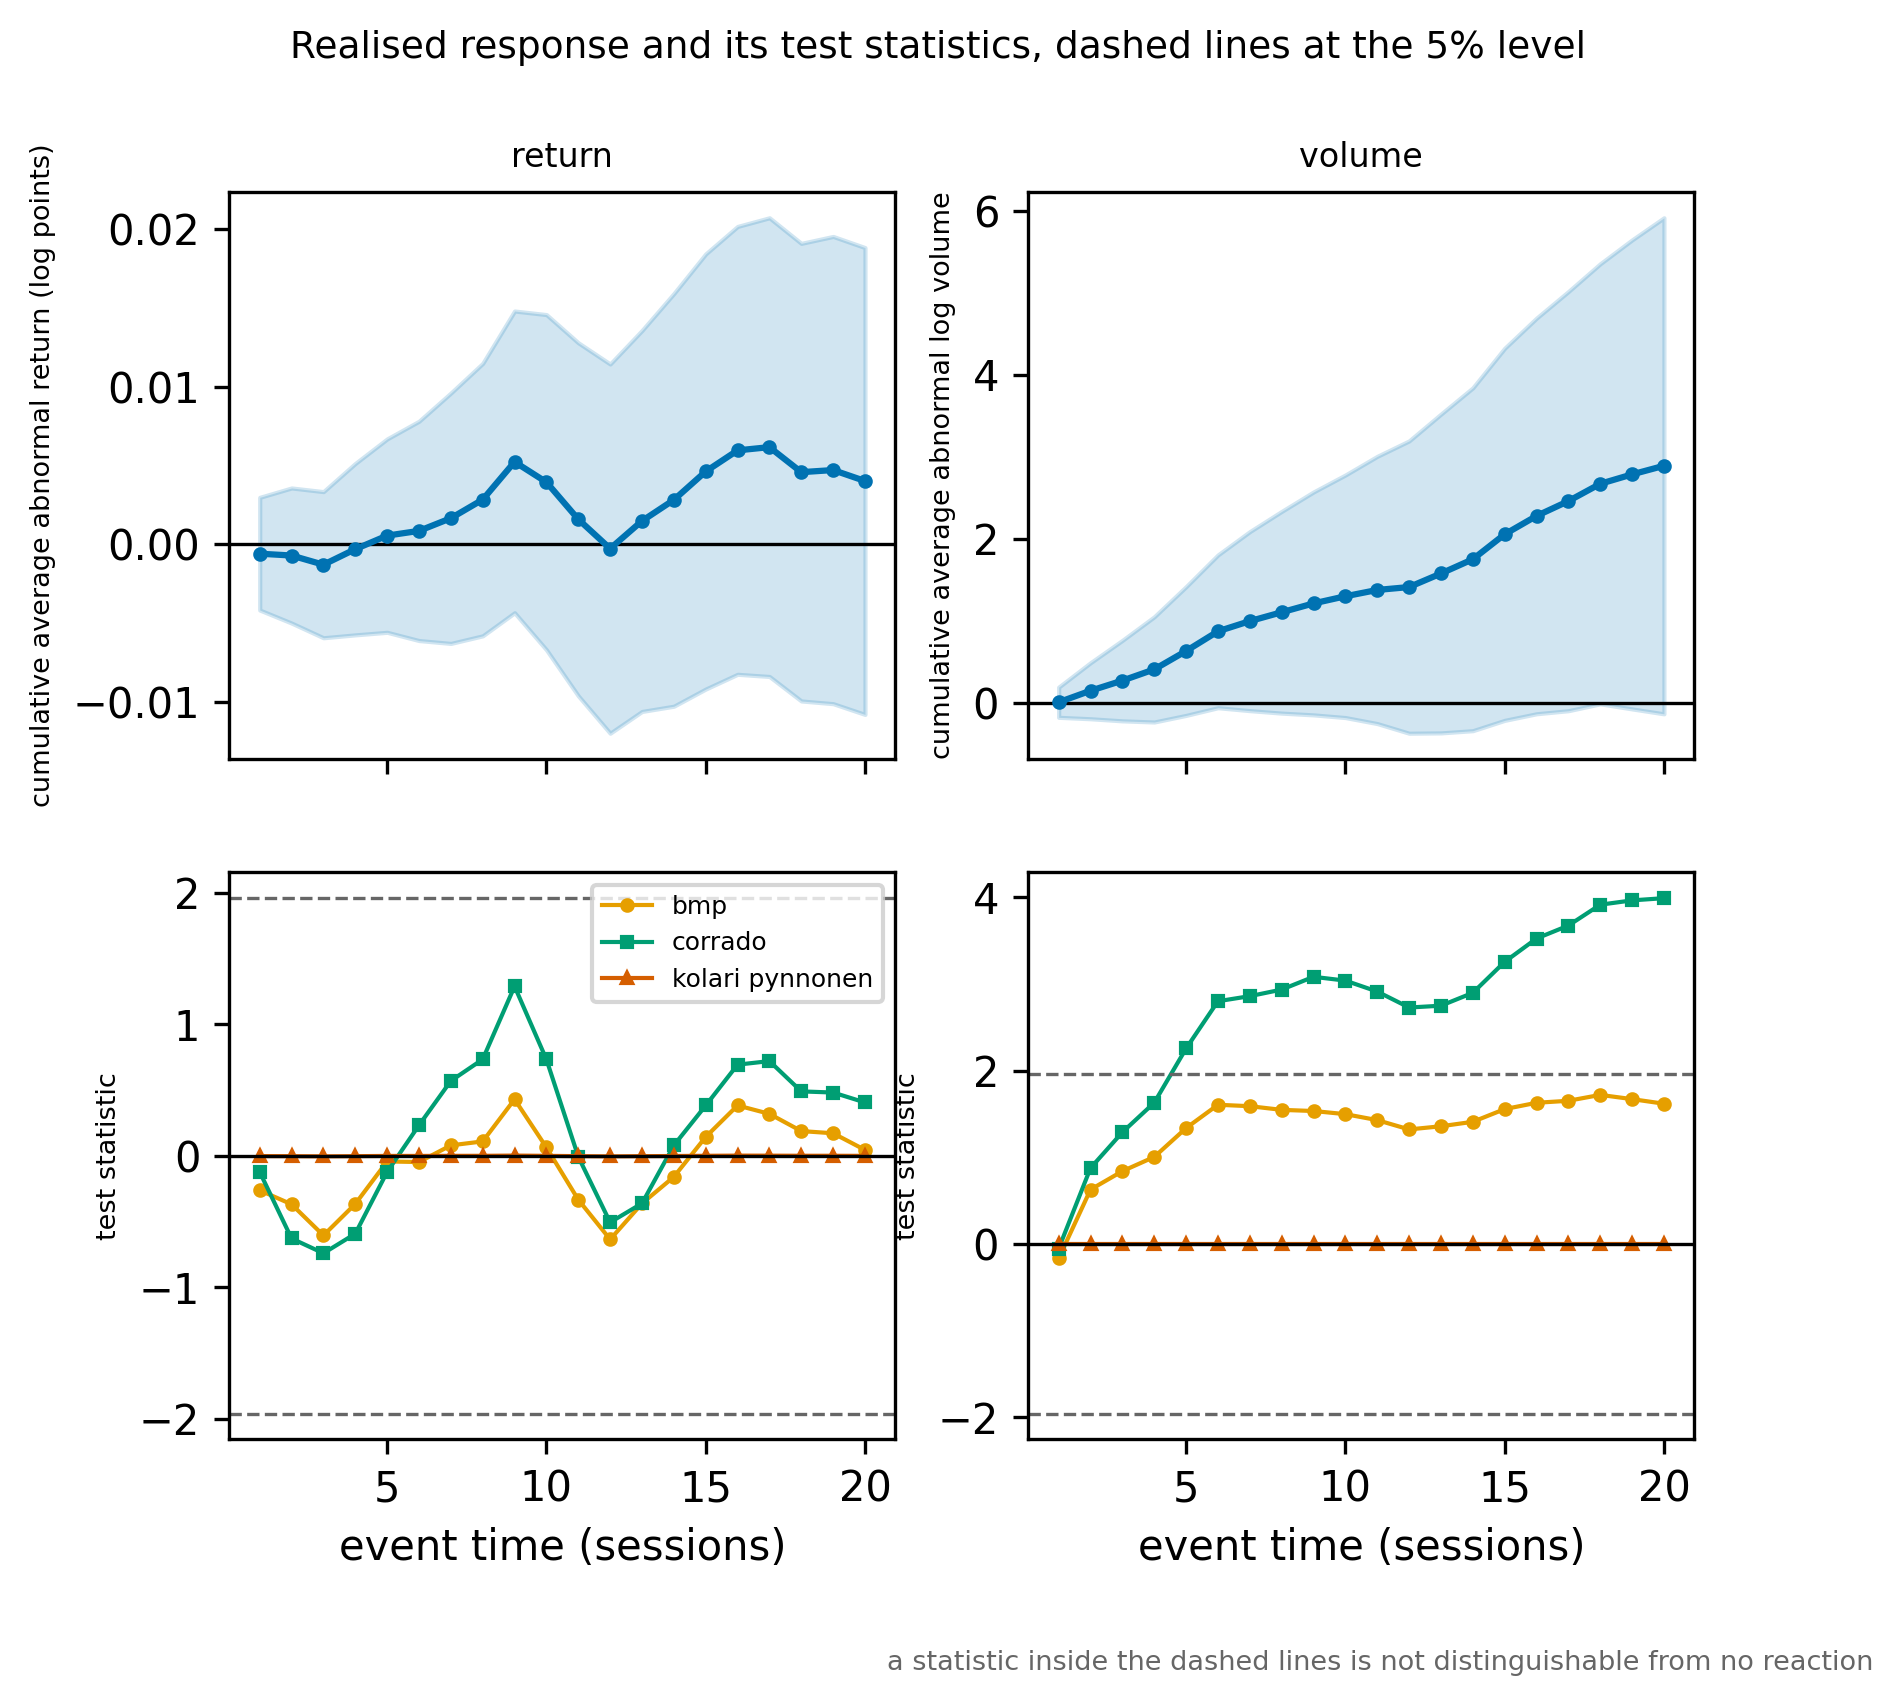 Realised response and its test statistics, dashed lines at the 5% level
return
volume
cumulative average abnormal return (log points)
0.02
0.01
0.00
−0.01
cumulative average abnormal log volume
6
4
2
0
test statistic
2
1
0
−1
−2
bmp
corrado
kolari pynnonen
test statistic
4
2
0
−2
5 10 15 20
event time (sessions)
5 10 15 20
event time (sessions)
a statistic inside the dashed lines is not distinguishable from no reaction